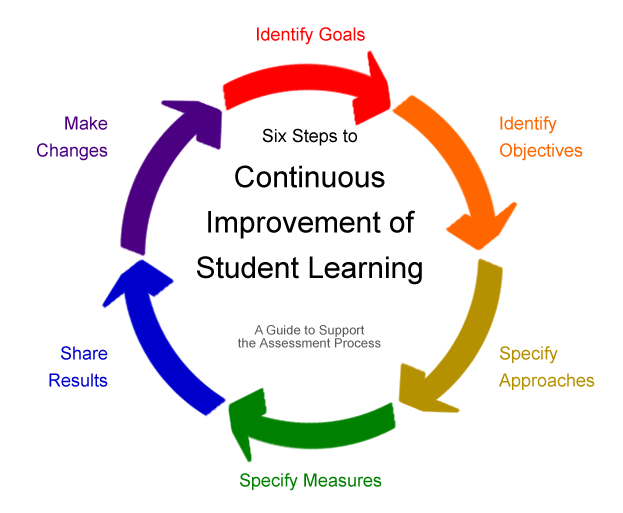 Identify Goals
Six Steps to
Continuous
Improvement of
Student Learning
A Guide to Support
the Assessment Process
Identify
Objectives
Specify
Approaches
Specify Measures
Share
Results
Make
Changes